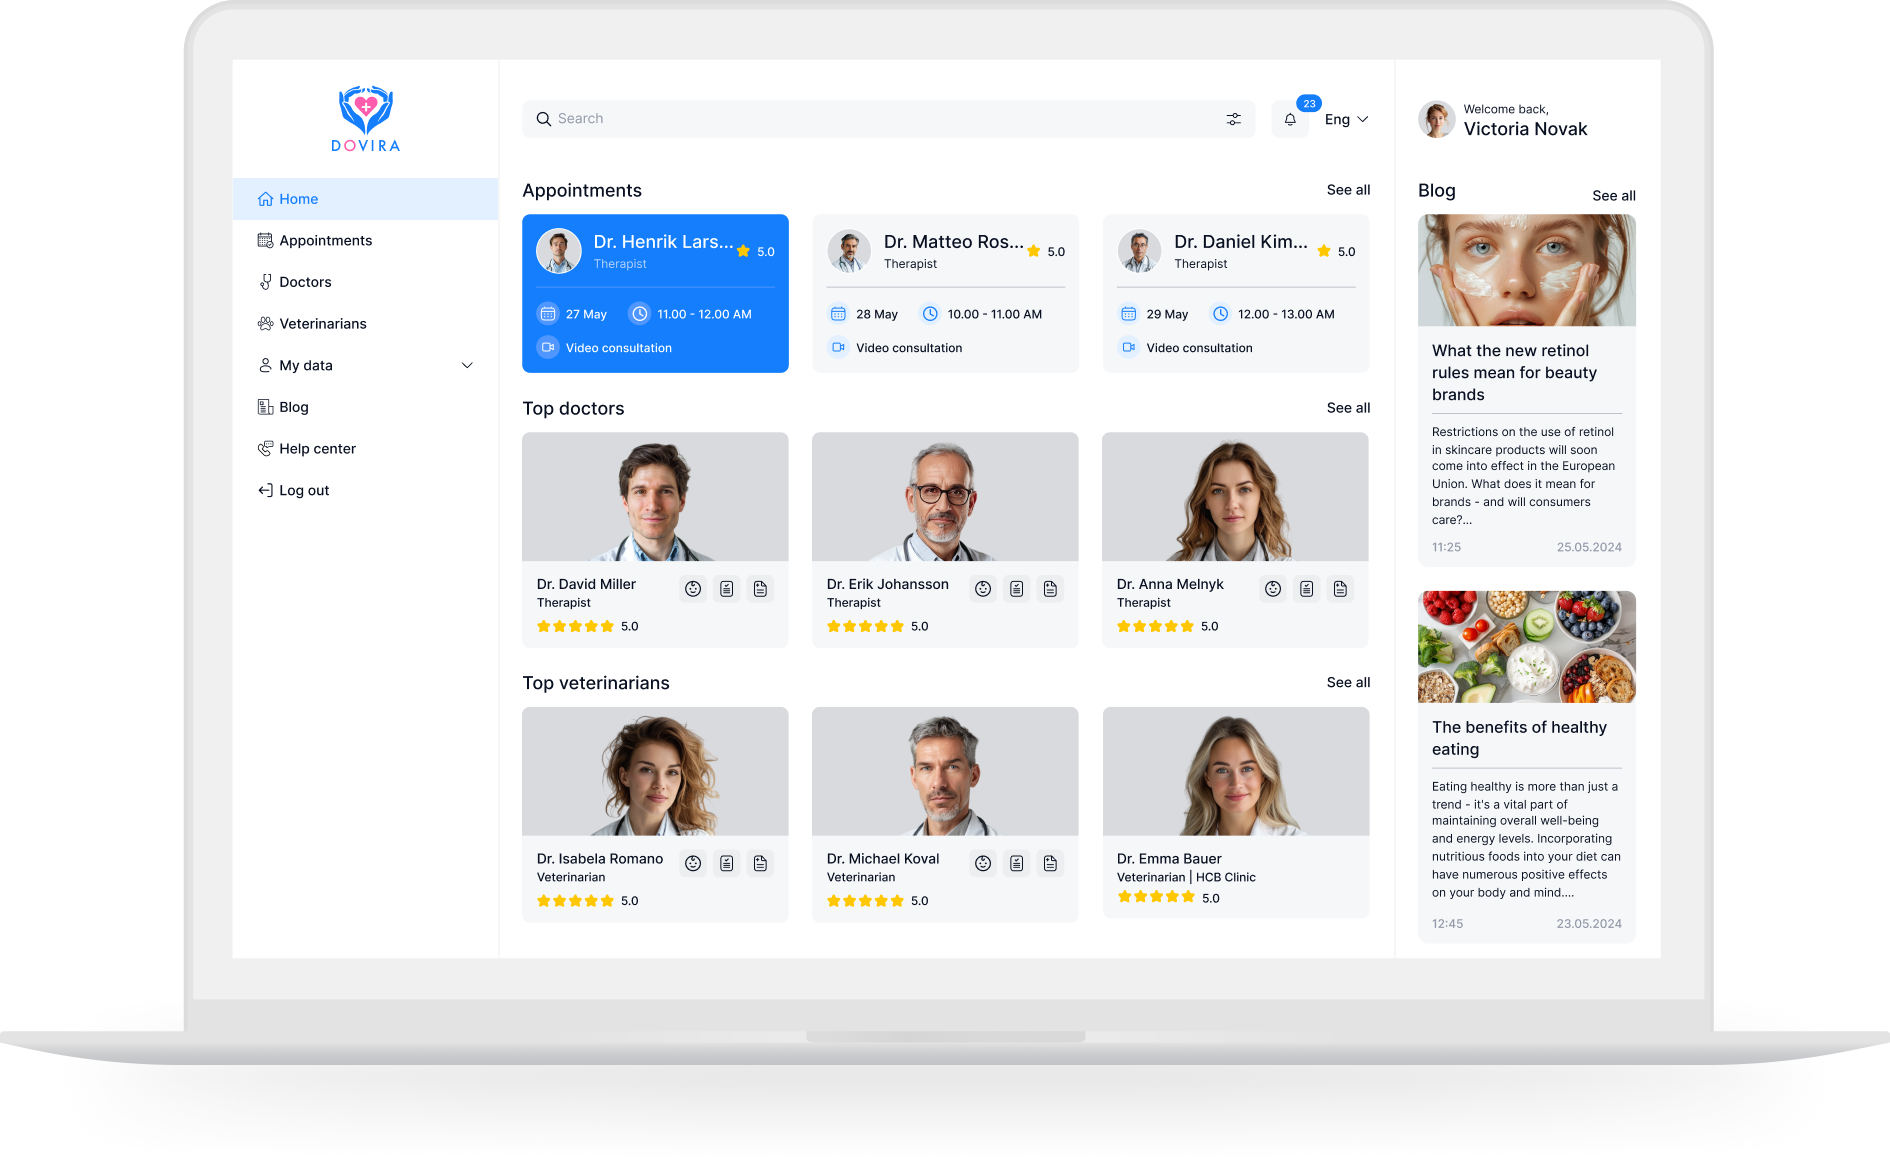 DOVIRA
Home
Appointments
Doctors
Veterinarians
My data
Blog
Help center
Log out
Search
23
Eng
Welcome back,
Victoria Novak
Appointments
See all
Dr. Henrik Lars...
5.0
Therapist
27 May
11.00 - 12.00 AM
Video consultation
Dr. Matteo Ros...
5.0
Therapist
28 May
10.00 - 11.00 AM
Video consultation
Dr. Daniel Kim...
5.0
Therapist
29 May
12.00 - 13.00 AM
Video consultation
Top doctors
See all
Dr. David Miller
Therapist
5.0
Dr. Erik Johansson
Therapist
5.0
Dr. Anna Melnyk
Therapist
5.0
Top veterinarians
See all
Dr. Isabela Romano
Veterinarian
5.0
Dr. Michael Koval
Veterinarian
5.0
Dr. Emma Bauer
Veterinarian | HCB Clinic
5.0
Blog
See all
What the new retinol
rules mean for beauty
brands
Restrictions on the use of retinol
in skincare products will soon
come into effect in the European
Union. What does it mean for
brands - and will consumers
care?...
11:25
25.05.2024
The benefits of healthy
eating
Eating healthy is more than just a
trend - it's a vital part of
maintaining overall well-being
and energy levels. Incorporating
nutritious foods into your diet can
have numerous positive effects
on your body and mind....
12:45
23.05.2024